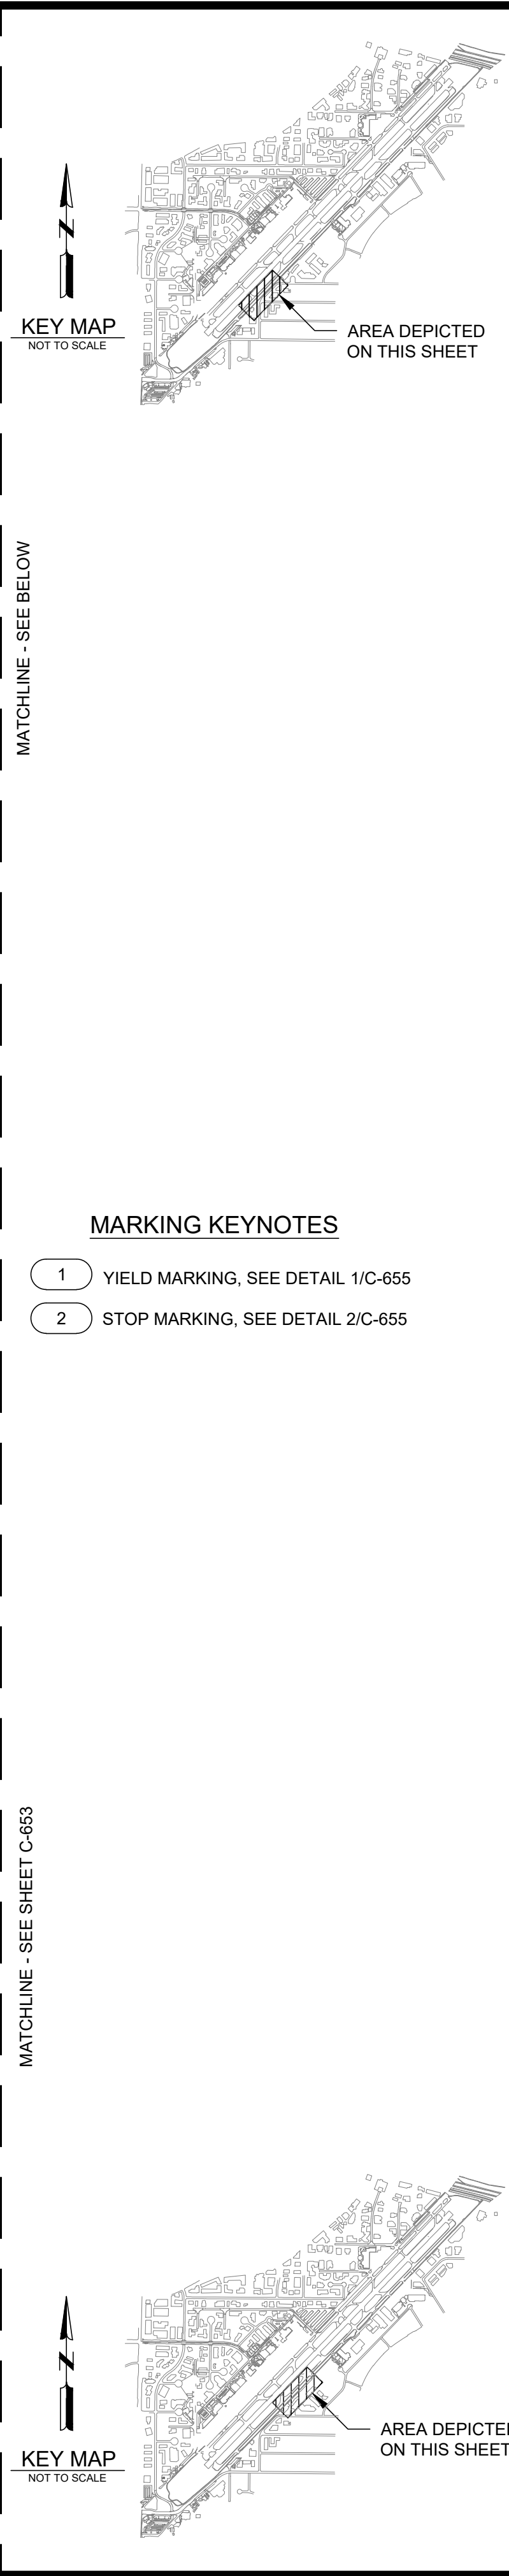 N
KEY MAP
NOT TO SCALE
AREA DEPICTED
ON THIS SHEET
MATCHLINE - SEE BELOW
MARKING KEYNOTES
1 YIELD MARKING, SEE DETAIL 1/C-655
2 STOP MARKING, SEE DETAIL 2/C-655
MATCHLINE - SEE SHEET C-653
N
KEY MAP
NOT TO SCALE
AREA DEPICTED
ON THIS SHEET